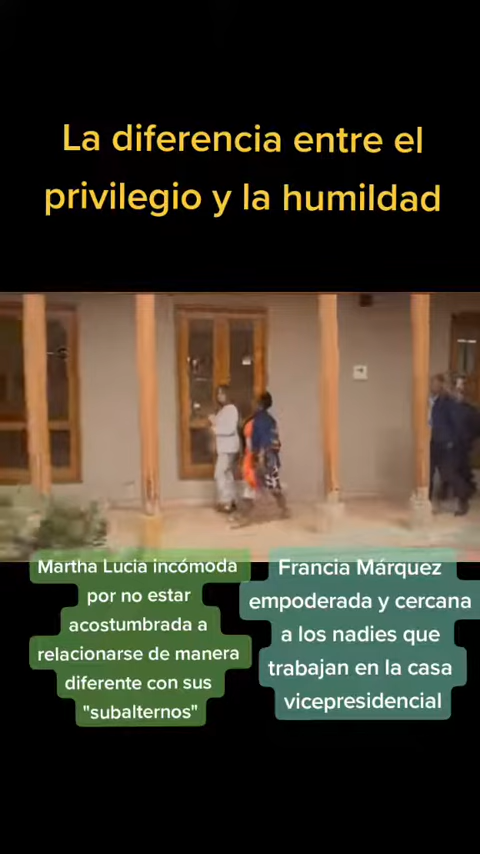 La diferencia entre el
privilegio y la humildad
Martha Lucia incómoda
por no estar
acostumbrada a
relacionarse de manera
diferente con sus
"subalternos"
Francia Márquez
empoderada y cercana
a los nadies que
trabajan en la casa
vicepresidencial